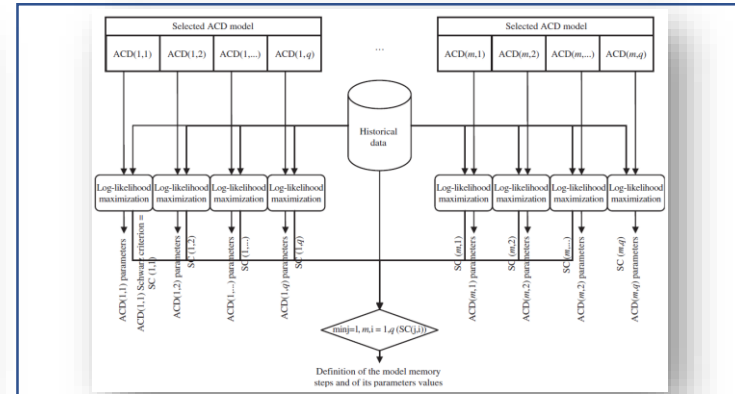 Selected ACD model
ACD(1,1) ACD(1,2) ACD(1,...) ACD(1,q)
...
Selected ACD model
ACD(m,1) ACD(m,2) ACD(m,...) ACD(m,q)
Historical
data
Log-likelihood
maximization
Log-likelihood
maximization
Log-likelihood
maximization
Log-likelihood
maximization
Log-likelihood
maximization
Log-likelihood
maximization
Log-likelihood
maximization
Log-likelihood
maximization
ACD(1,1) parameters
ACD(1,1) Schwarz criterion =
SC (1,1)
ACD(1,2) parameters
SC (1,2)
ACD(1,...) parameters
SC (1,...)
ACD(1,q) parameters
SC (1,q)
SC (m,1)
ACD(m,1) parameters
SC (m,2)
ACD(m,2) parameters
SC (m,...)
ACD(m,2) parameters
SC (m,q)
ACD(m,q) parameters
minj=1, m,i = 1,q (SC(j,i))
Definition of the model memory
steps and of its parameters values